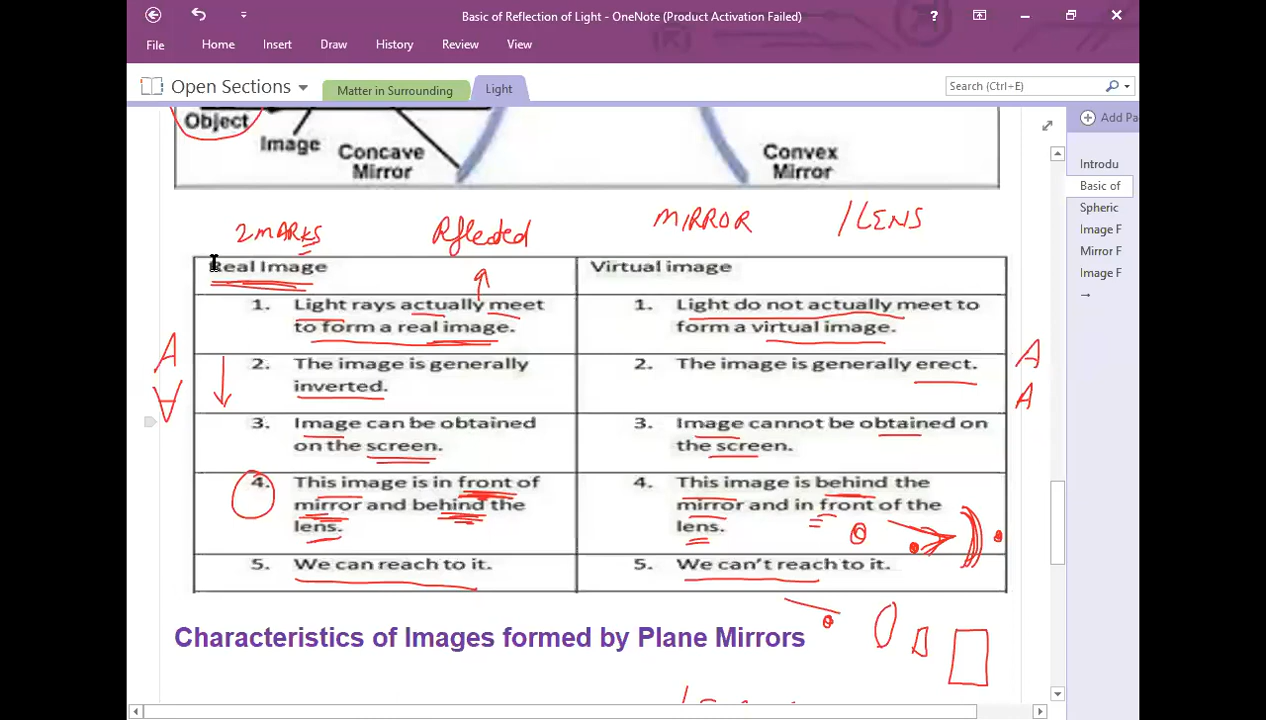 Basic of Reflection of Light - OneNote (Product Activation Failed)
?
File Home Insert Draw History Review View
Open Sections Matter in Surrounding Light Search (Ctrl+E)
Add Pa
Introdu
Basic of
Spheric
Image F
Mirror F
Image F
Object
Image
Concave
Mirror
Convex
Mirror
2 MARKS Reflected MIRROR / LENS
Real Image Virtual image
1. Light rays actually meet
to form a real image.
1. Light do not actually meet to
form a virtual image.
A
2. The image is generally
inverted.
2. The image is generally erect.
A
A
3. Image can be obtained
on the screen.
3. Image cannot be obtained on
the screen.
4. This image is in front of
mirror and behind the
lens.
4. This image is behind the
mirror and in front of the
lens.
5. We can reach to it.
5. We can't reach to it.
Characteristics of Images formed by Plane Mirrors